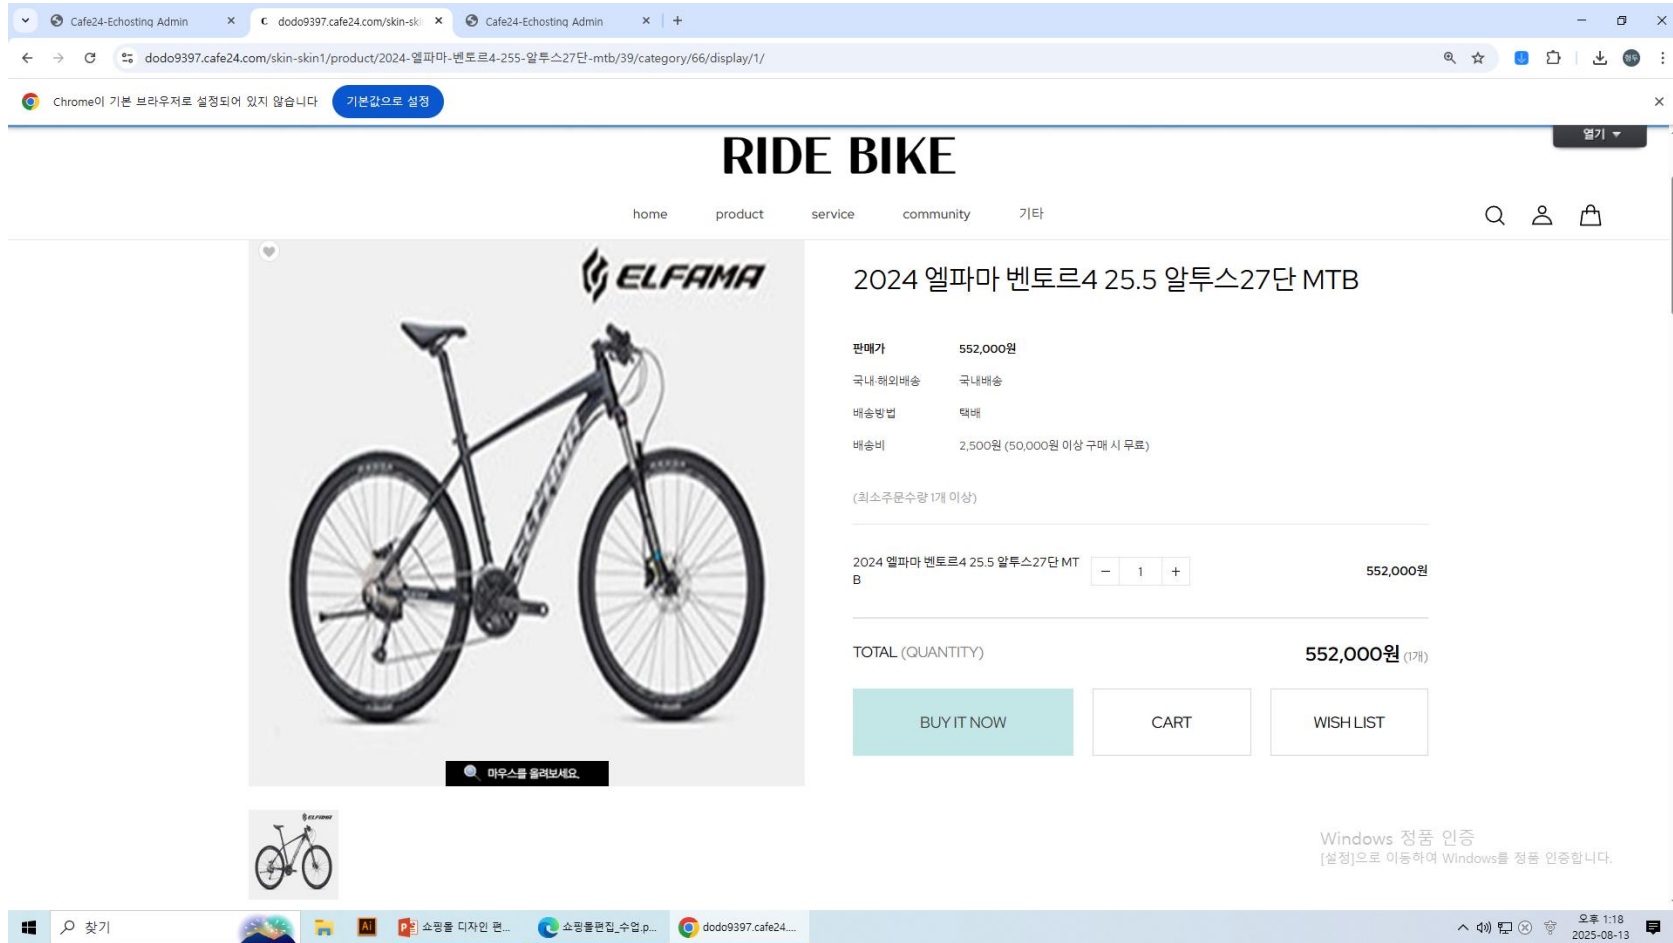 Cafe24-Echosting Admin
dodo9397.cafe24.com/skin-ski
Cafe24-Echosting Admin
dodo9397.cafe24.com/skin-skin1/product/2024-엘파마-벤토르4-255-알투스27단-mtb/39/category/66/display/1/
Chrome이 기본 브라우저로 설정되어 있지 않습니다
기본값으로 설정
열기
RIDE BIKE
home product service community 기타
ELFAMA
2024 엘파마 벤토르4 25.5 알투스27단 MTB
판매가 552,000원
국내·해외배송 국내배송
배송방법 택배
배송비 2,500원 (50,000원 이상 구매 시 무료)
(최소주문수량 1개 이상)
2024 엘파마 벤토르4 25.5 알투스27단 MT
B
- 1 +
552,000원
TOTAL (QUANTITY) 552,000원 (1개)
BUY IT NOW CART WISH LIST
마우스를 올려보세요.
ELFAMA
Windows 정품 인증
[설정]으로 이동하여 Windows를 정품 인증합니다.
찾기
Ai
쇼핑몰 디자인 편...
쇼핑몰편집_수업.p...
dodo9397.cafe24....
오후 1:18
2025-08-13